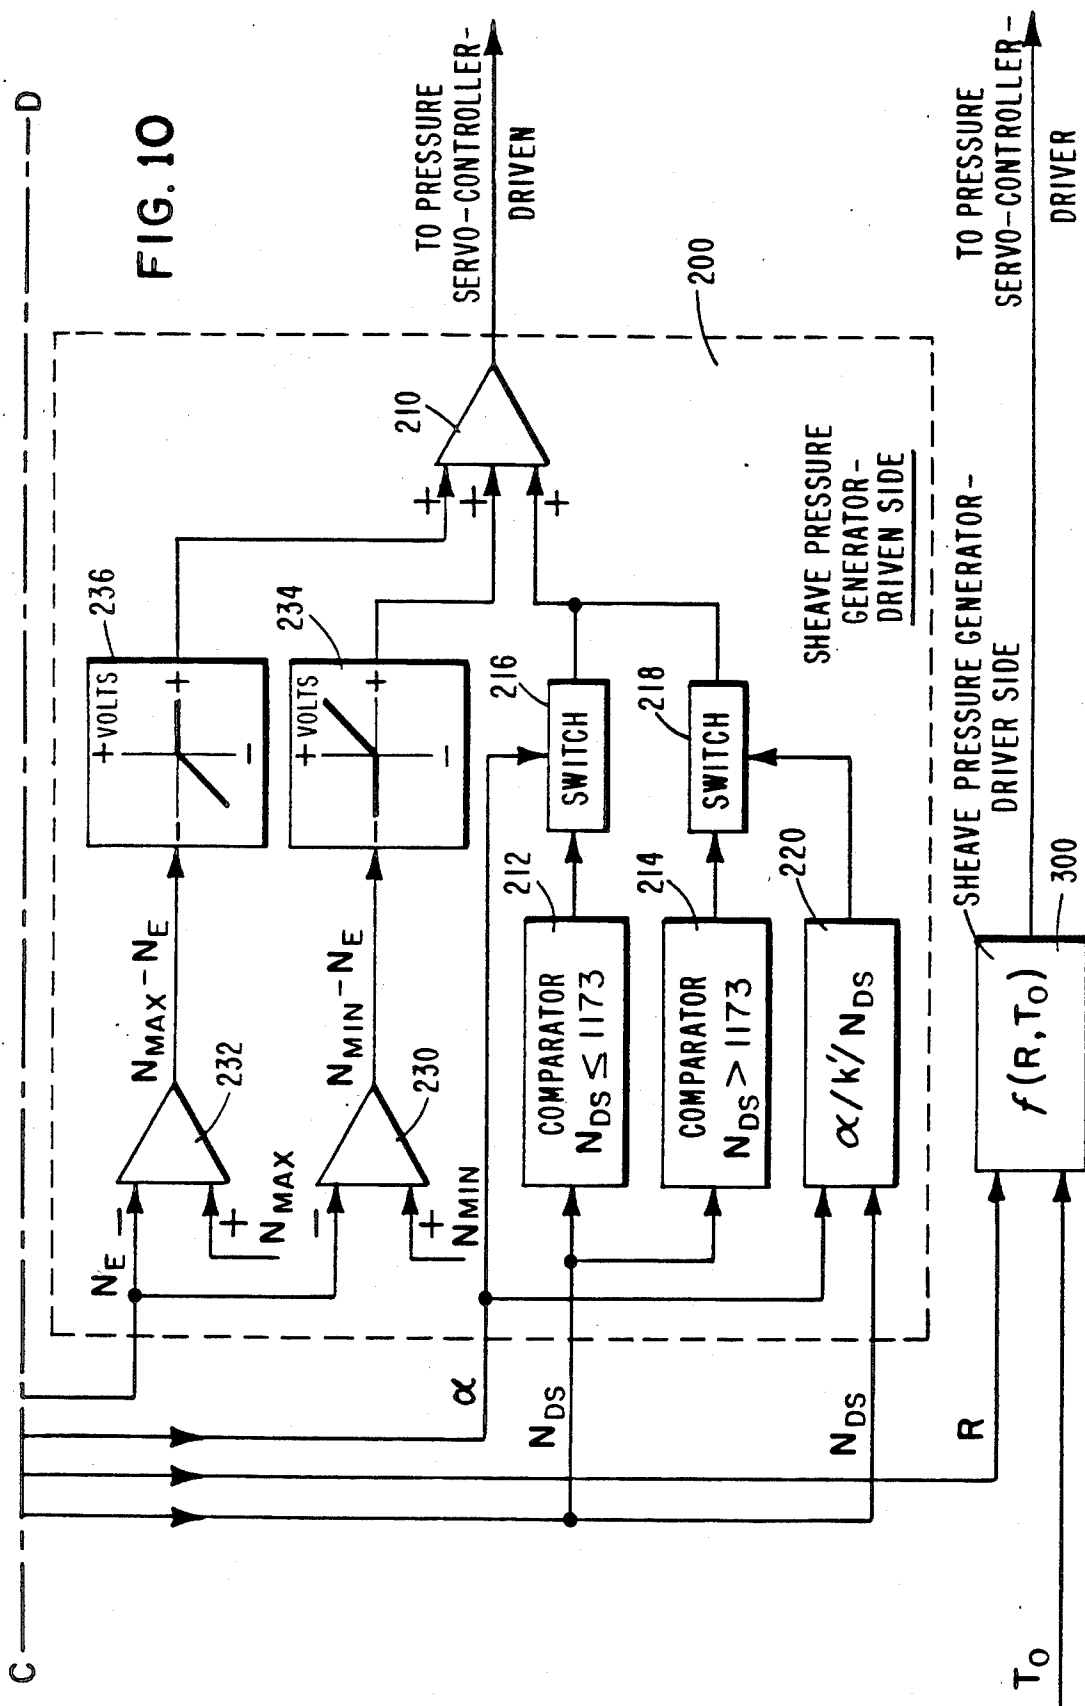 C
D
FIG. 10
N_E
−
+
N_MAX
232
N_MAX − N_E
+ VOLTS
−
+
−
236
−
+
N_MIN
230
N_MIN − N_E
+ VOLTS
−
+
−
234
+
+
+
210
TO PRESSURE
SERVO-CONTROLLER-
DRIVEN
α
N_DS
COMPARATOR
N_DS ≤ 1173
212
SWITCH
216
COMPARATOR
N_DS > 1173
214
SWITCH
218
N_DS
α/k'/N_DS
220
SHEAVE PRESSURE
GENERATOR-
DRIVEN SIDE
200
R
T_O
f(R, T_O)
300
SHEAVE PRESSURE GENERATOR-
DRIVER SIDE
TO PRESSURE
SERVO-CONTROLLER-
DRIVER